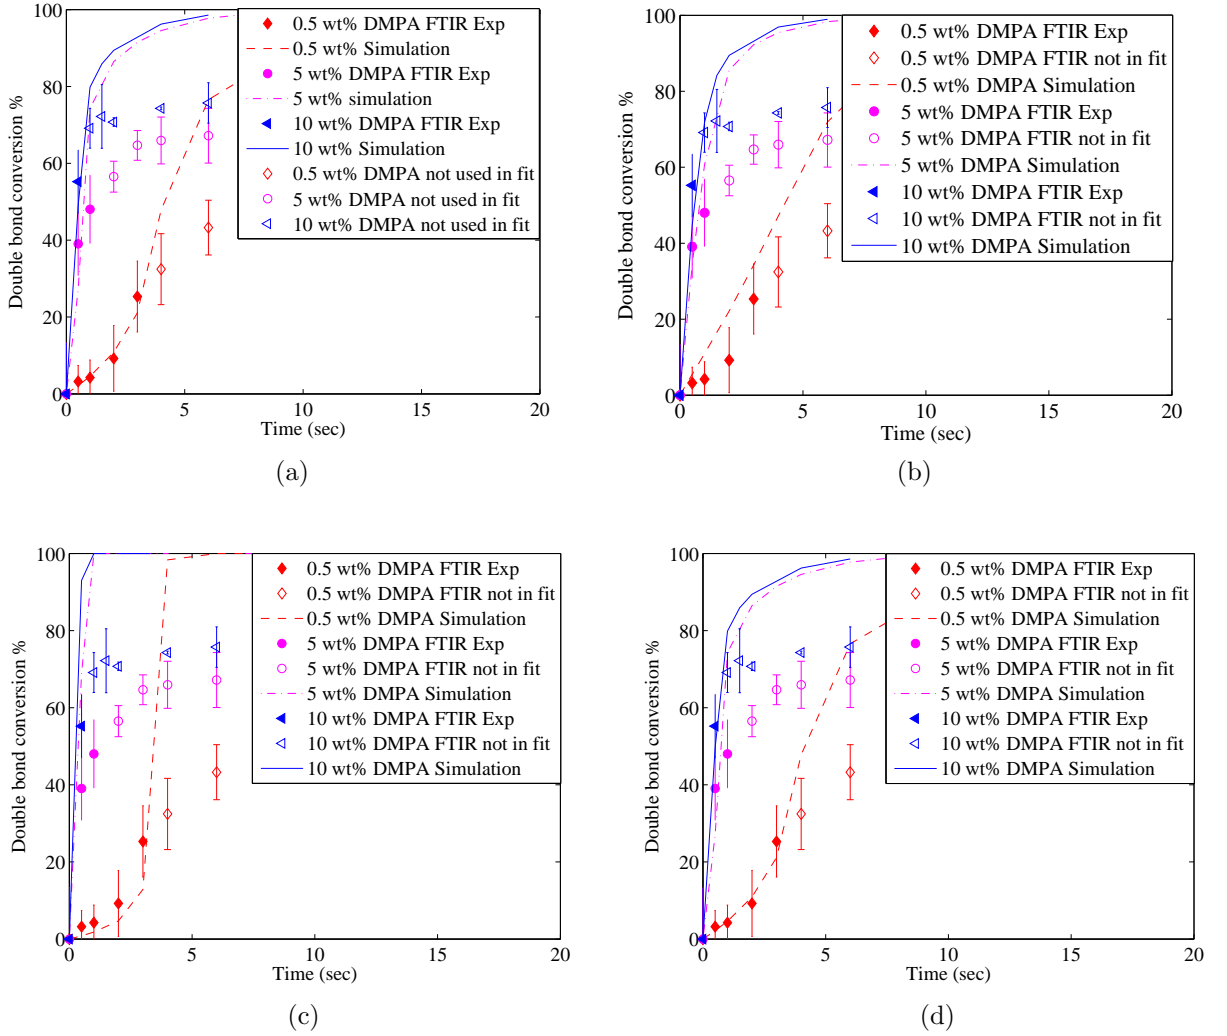 100
80
60
40
20
0
0
5
10
15
20
Double bond conversion %
Time (sec)
0.5 wt% DMPA FTIR Exp
0.5 wt% Simulation
5 wt% DMPA FTIR Exp
5 wt% simulation
10 wt% DMPA FTIR Exp
10 wt% Simulation
0.5 wt% DMPA not used in fit
5 wt% DMPA not used in fit
10 wt% DMPA not used in fit
(a)
100
80
60
40
20
0
0
5
10
15
20
Double bond conversion %
Time (sec)
0.5 wt% DMPA FTIR Exp
0.5 wt% DMPA FTIR not in fit
0.5 wt% DMPA Simulation
5 wt% DMPA FTIR Exp
5 wt% DMPA FTIR not in fit
5 wt% DMPA Simulation
10 wt% DMPA FTIR Exp
10 wt% DMPA FTIR not in fit
10 wt% DMPA Simulation
(b)
100
80
60
40
20
0
0
5
10
15
20
Double bond conversion %
Time (sec)
0.5 wt% DMPA FTIR Exp
0.5 wt% DMPA FTIR not in fit
0.5 wt% DMPA Simulation
5 wt% DMPA FTIR Exp
5 wt% DMPA FTIR not in fit
5 wt% DMPA Simulation
10 wt% DMPA FTIR Exp
10 wt% DMPA FTIR not in fit
10 wt% DMPA Simulation
(c)
100
80
60
40
20
0
0
5
10
15
20
Double bond conversion %
Time (sec)
0.5 wt% DMPA FTIR Exp
0.5 wt% DMPA FTIR not in fit
0.5 wt% DMPA Simulation
5 wt% DMPA FTIR Exp
5 wt% DMPA FTIR not in fit
5 wt% DMPA Simulation
10 wt% DMPA FTIR Exp
10 wt% DMPA FTIR not in fit
10 wt% DMPA Simulation
(d)